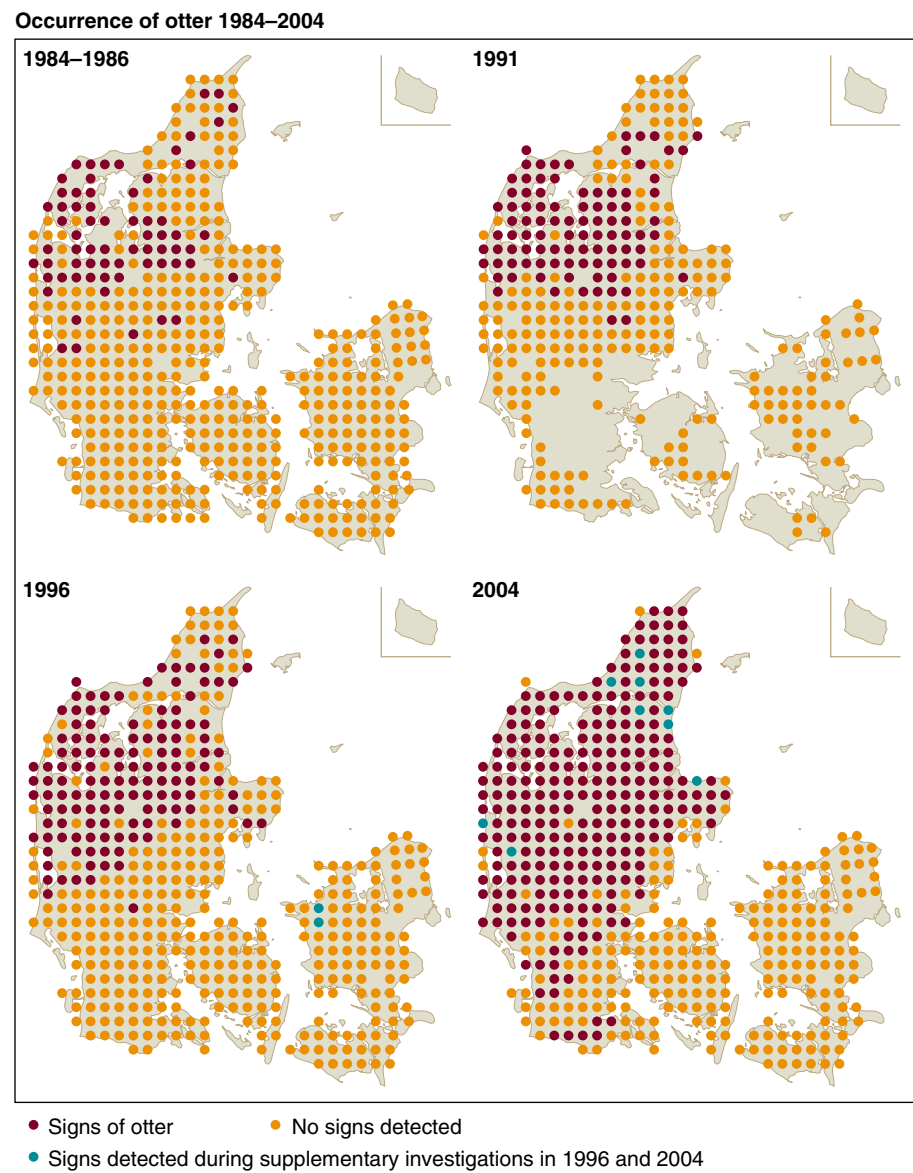 Occurrence of otter 1984–2004
1984–1986
1991
1996
2004
Signs of otter
No signs detected
Signs detected during supplementary investigations in 1996 and 2004